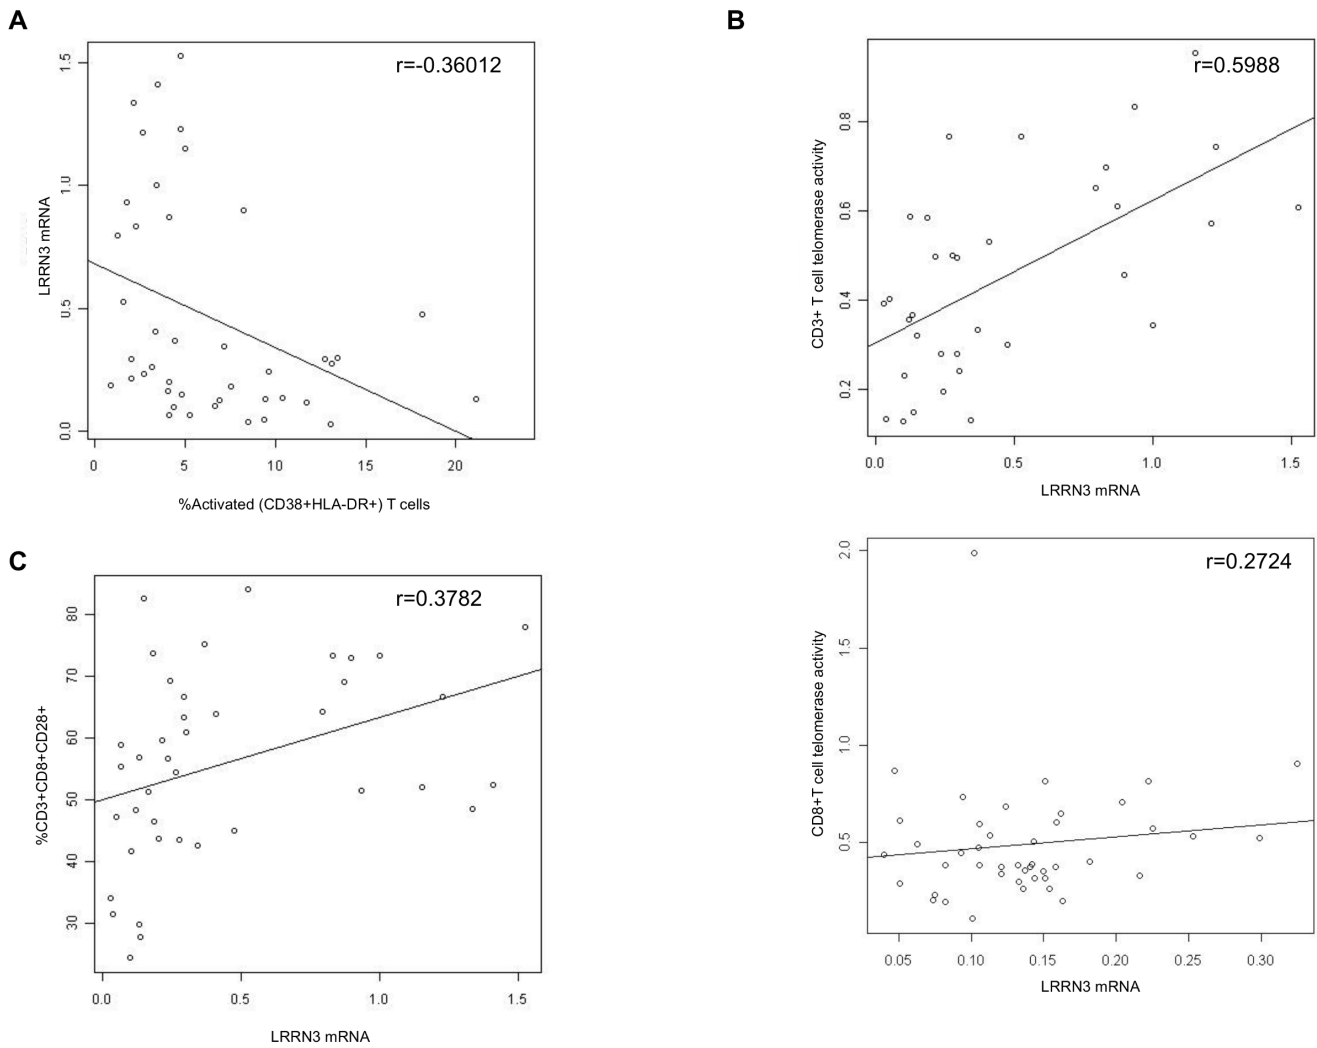 A
r=-0.36012
LRRN3 mRNA
0.0
0.5
1.0
1.5
0
5
10
15
20
%Activated (CD38+HLA-DR+) T cells
B
r=0.5988
CD3+ T cell telomerase activity
0.2
0.4
0.6
0.8
0.0
0.5
1.0
1.5
LRRN3 mRNA
C
r=0.3782
%CD3+CD8+CD28+
30
40
50
60
70
80
0.0
0.5
1.0
1.5
LRRN3 mRNA
r=0.2724
CD8+T cell telomerase activity
0.5
1.0
1.5
2.0
0.05
0.10
0.15
0.20
0.25
0.30
LRRN3 mRNA